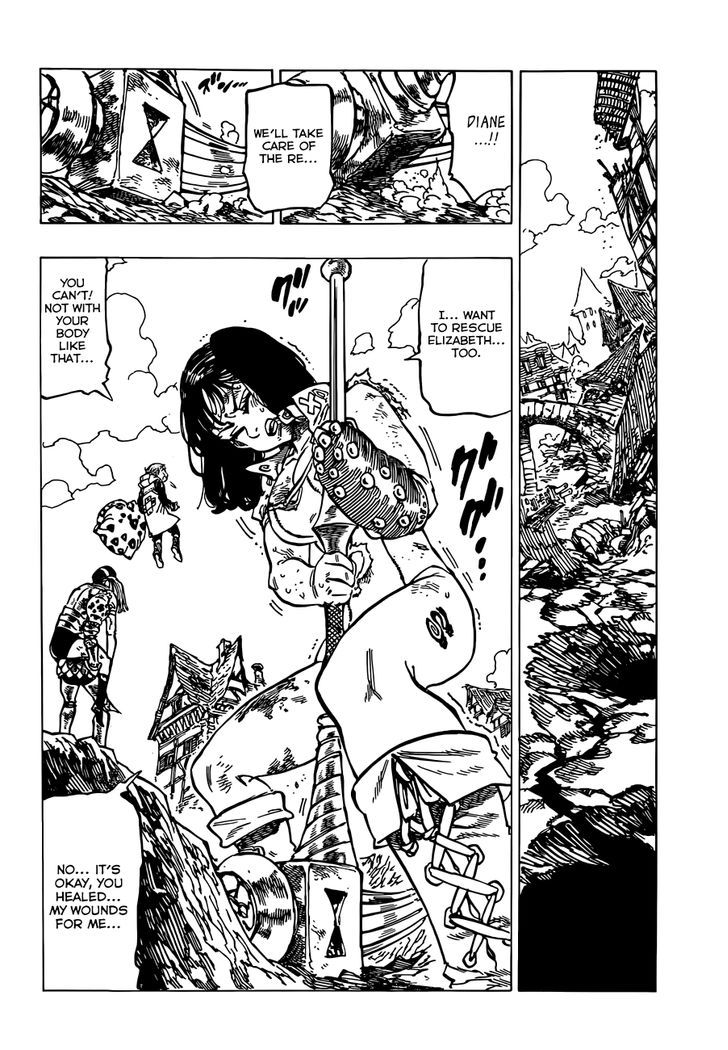 DIANE
...!!
WE'LL TAKE
CARE OF
THE RE...
I... WANT
TO RESCUE
ELIZABETH...
TOO.
YOU
CAN'T!
NOT WITH
YOUR
BODY
LIKE
THAT...
NO... IT'S
OKAY, YOU
HEALED...
MY WOUNDS
FOR ME...